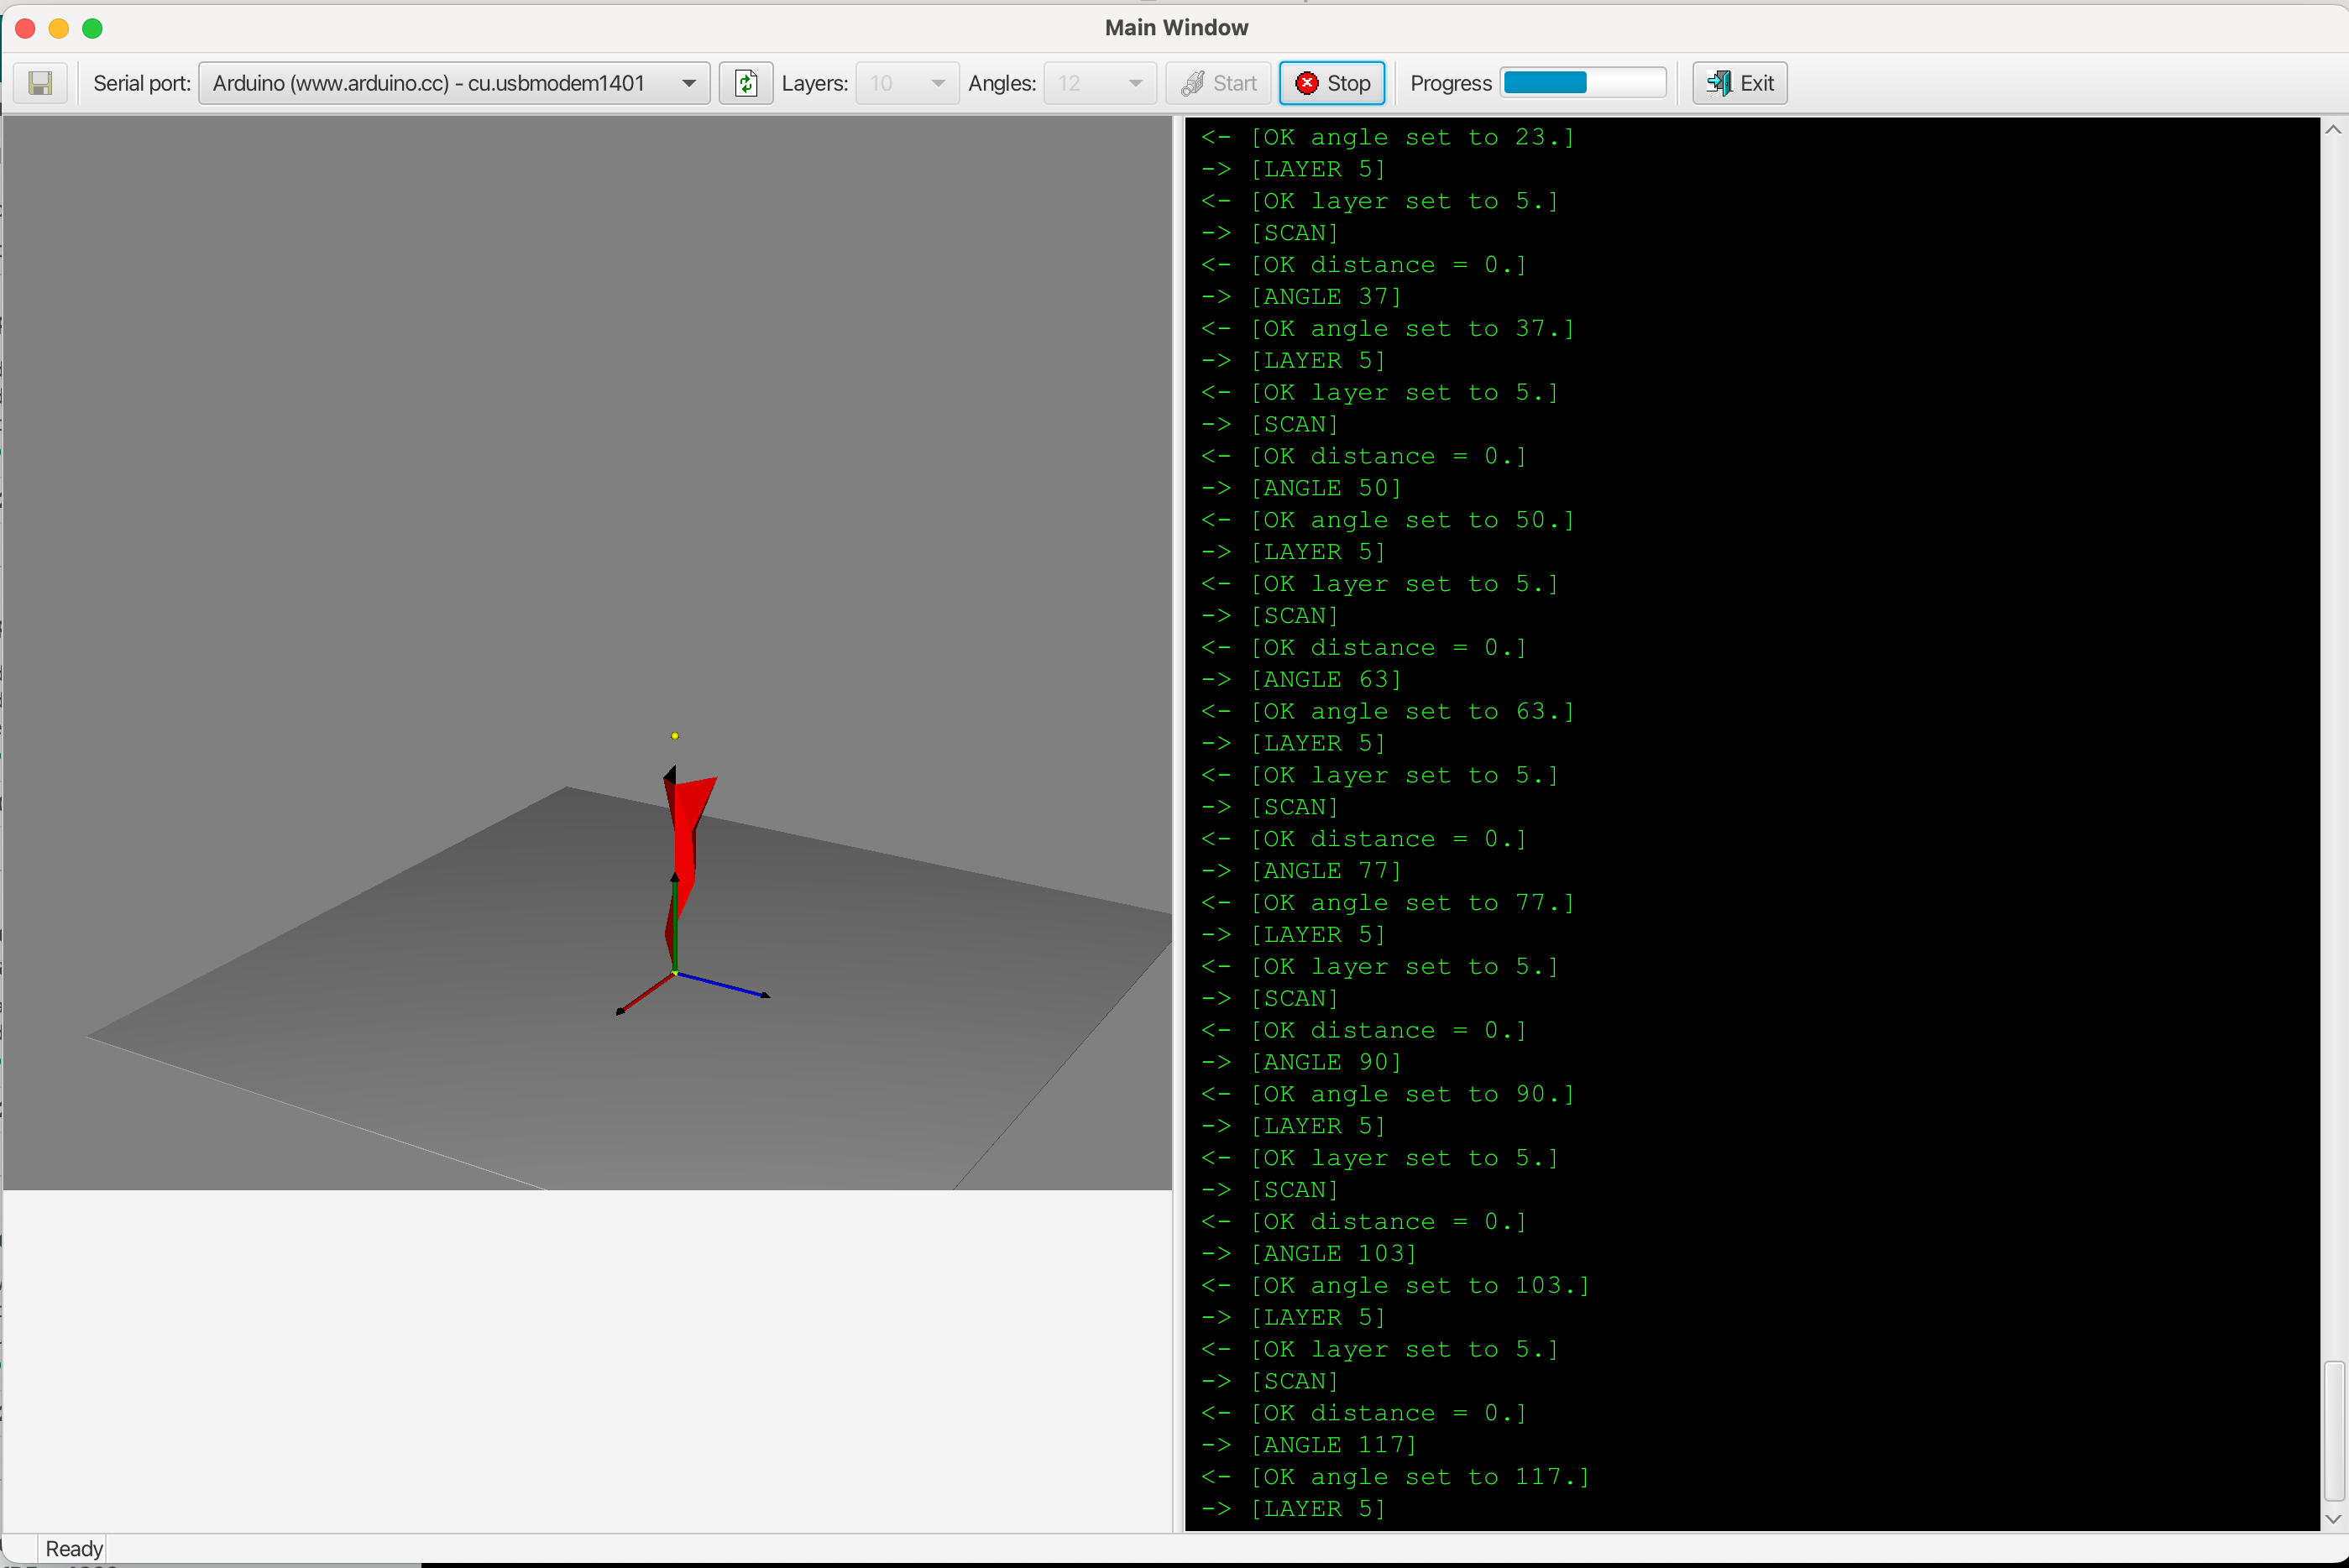 Main Window
Serial port: Arduino (www.arduino.cc) - cu.usbmodem1401 Layers: 10 Angles: 12 Start Stop Progress Exit
<- [OK angle set to 23.]
-> [LAYER 5]
<- [OK layer set to 5.]
-> [SCAN]
<- [OK distance = 0.]
-> [ANGLE 37]
<- [OK angle set to 37.]
-> [LAYER 5]
<- [OK layer set to 5.]
-> [SCAN]
<- [OK distance = 0.]
-> [ANGLE 50]
<- [OK angle set to 50.]
-> [LAYER 5]
<- [OK layer set to 5.]
-> [SCAN]
<- [OK distance = 0.]
-> [ANGLE 63]
<- [OK angle set to 63.]
-> [LAYER 5]
<- [OK layer set to 5.]
-> [SCAN]
<- [OK distance = 0.]
-> [ANGLE 77]
<- [OK angle set to 77.]
-> [LAYER 5]
<- [OK layer set to 5.]
-> [SCAN]
<- [OK distance = 0.]
-> [ANGLE 90]
<- [OK angle set to 90.]
-> [LAYER 5]
<- [OK layer set to 5.]
-> [SCAN]
<- [OK distance = 0.]
-> [ANGLE 103]
<- [OK angle set to 103.]
-> [LAYER 5]
<- [OK layer set to 5.]
-> [SCAN]
<- [OK distance = 0.]
-> [ANGLE 117]
<- [OK angle set to 117.]
-> [LAYER 5]
Ready